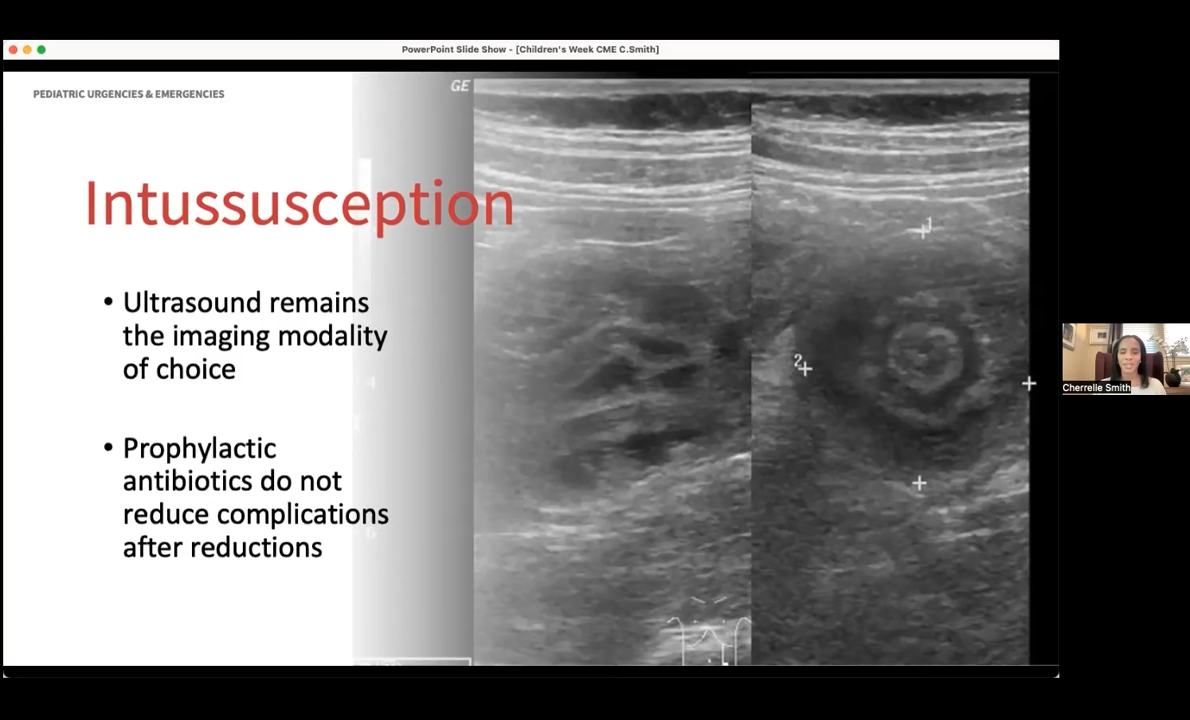 PowerPoint Slide Show - [Children's Week CME C.Smith]
PEDIATRIC URGENCIES & EMERGENCIES
GE
Intussusception
• Ultrasound remains
the imaging modality
of choice
• Prophylactic
antibiotics do not
reduce complications
after reductions
1
2
Cherrelle Smith